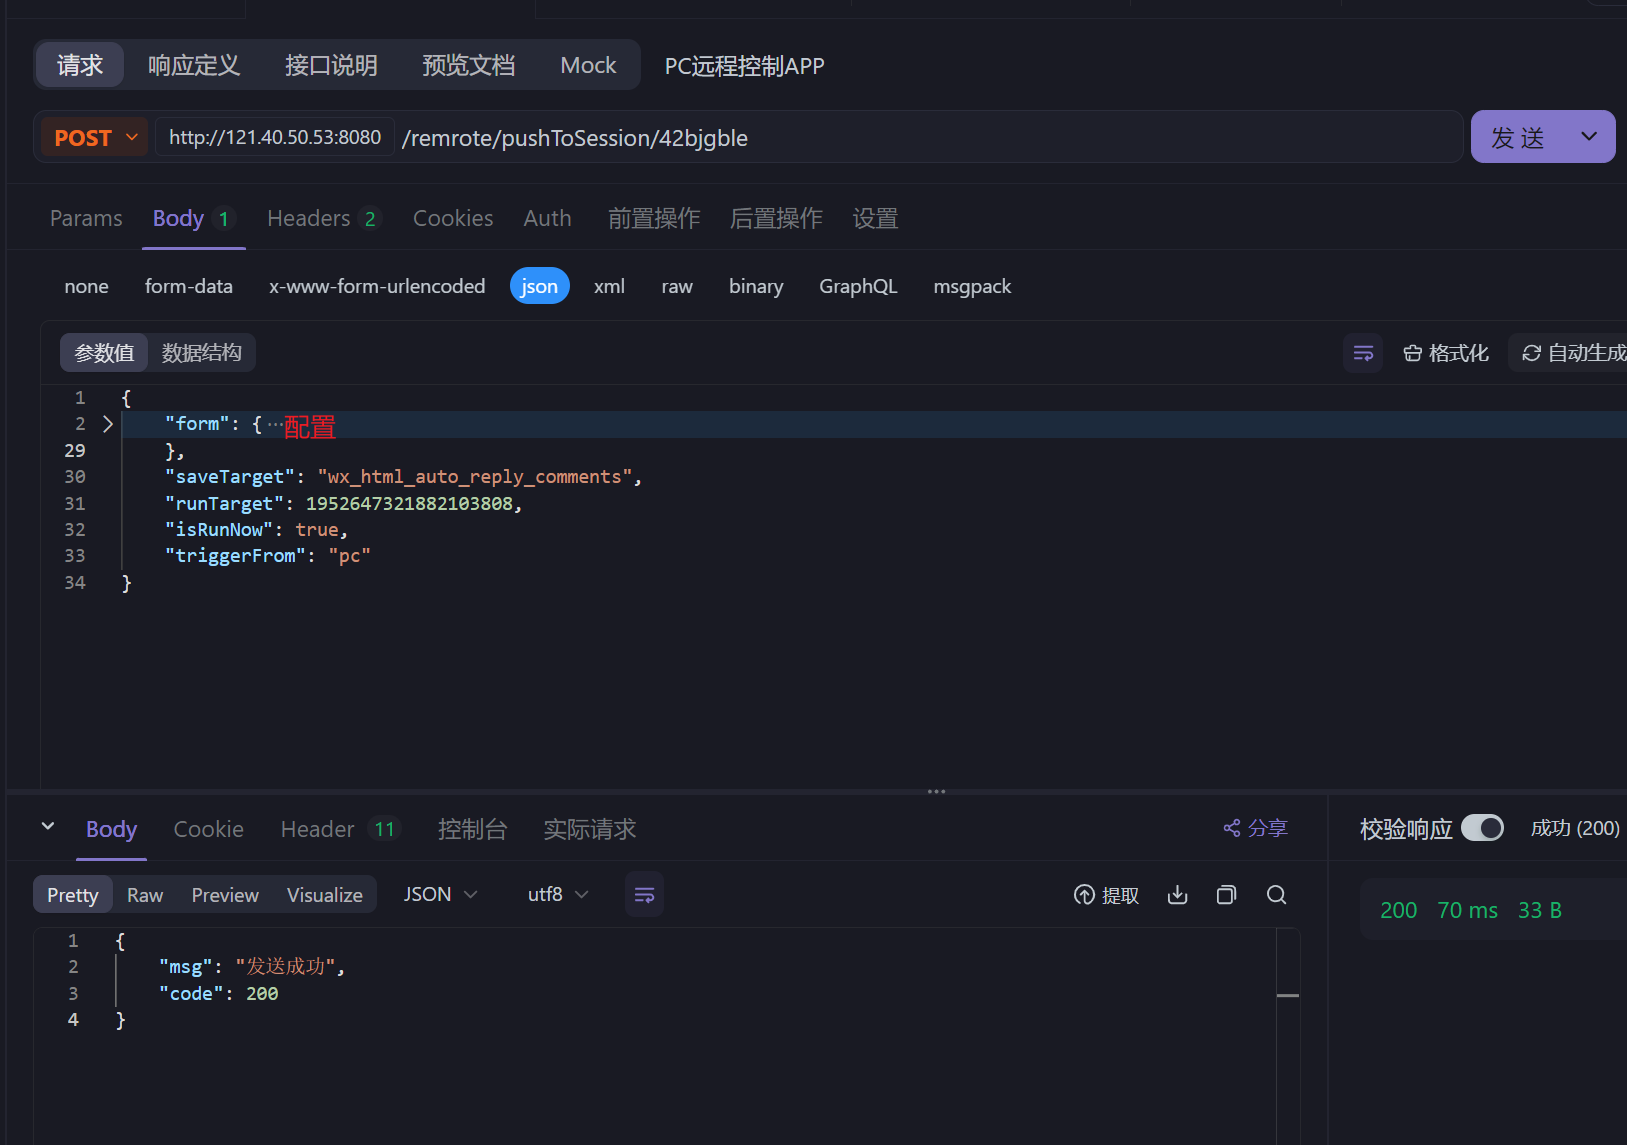 请求 响应定义 接口说明 预览文档 Mock PC远程控制APP
POST http://121.40.50.53:8080 /remrote/pushToSession/42bjgble 发 送
Params Body 1 Headers 2 Cookies Auth 前置操作 后置操作 设置
none form-data x-www-form-urlencoded json xml raw binary GraphQL msgpack
参数值 数据结构 格式化 自动生成
1 {
2 "form": {···配置
29 },
30 "saveTarget": "wx_html_auto_reply_comments",
31 "runTarget": 1952647321882103808,
32 "isRunNow": true,
33 "triggerFrom": "pc"
34 }
Body Cookie Header 11 控制台 实际请求 分享 校验响应 成功 (200)
Pretty Raw Preview Visualize JSON utf8 提取
200 70 ms 33 B
1 {
2 "msg": "发送成功",
3 "code": 200
4 }